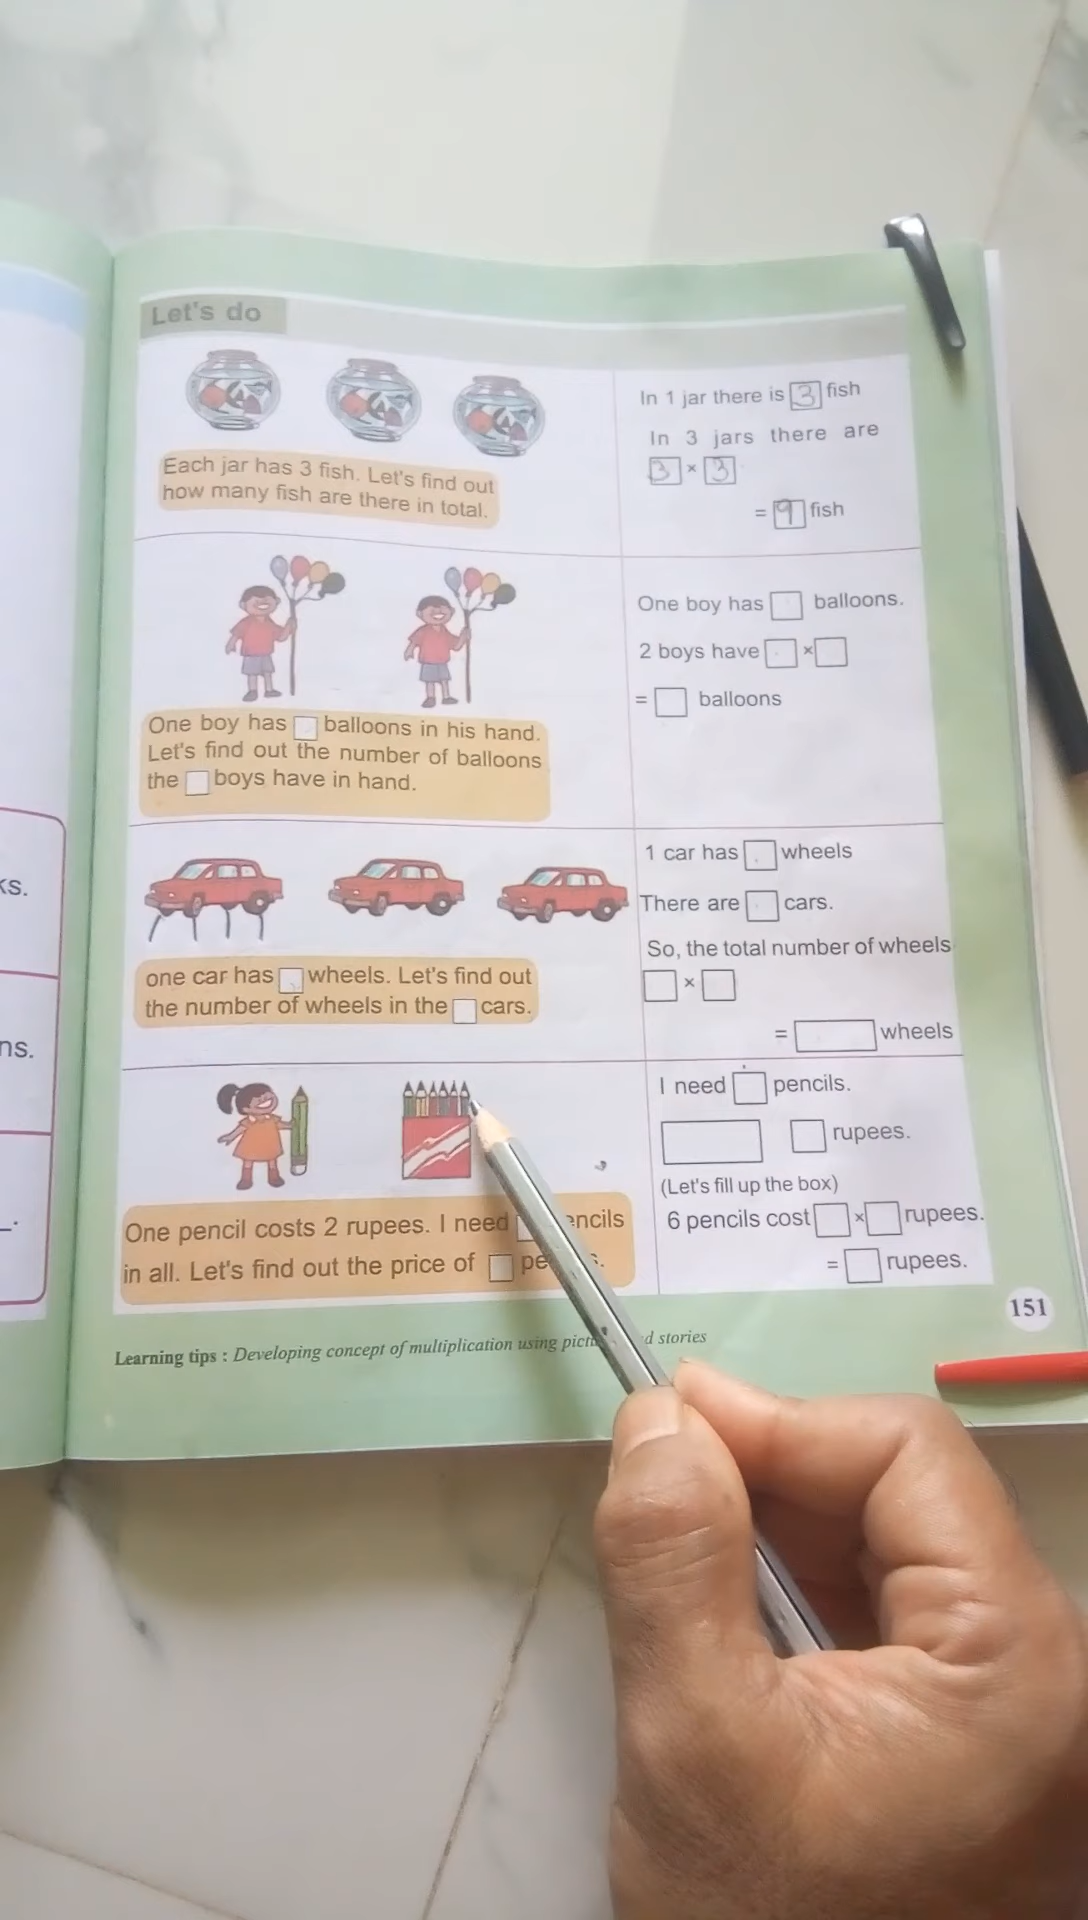 Let's do
Each jar has 3 fish. Let's find out
how many fish are there in total.
In 1 jar there is 3 fish
In 3 jars there are
3 × 3
= 9 fish
One boy has balloons in his hand.
Let's find out the number of balloons
the boys have in hand.
One boy has balloons.
2 boys have ×
= balloons
one car has wheels. Let's find out
the number of wheels in the cars.
1 car has wheels
There are cars.
So, the total number of wheels
×
= wheels
One pencil costs 2 rupees. I need
in all. Let's find out the price of
I need pencils.
rupees.
(Let's fill up the box)
6 pencils cost × rupees.
= rupees.
151
Learning tips : Developing concept of multiplication using stories